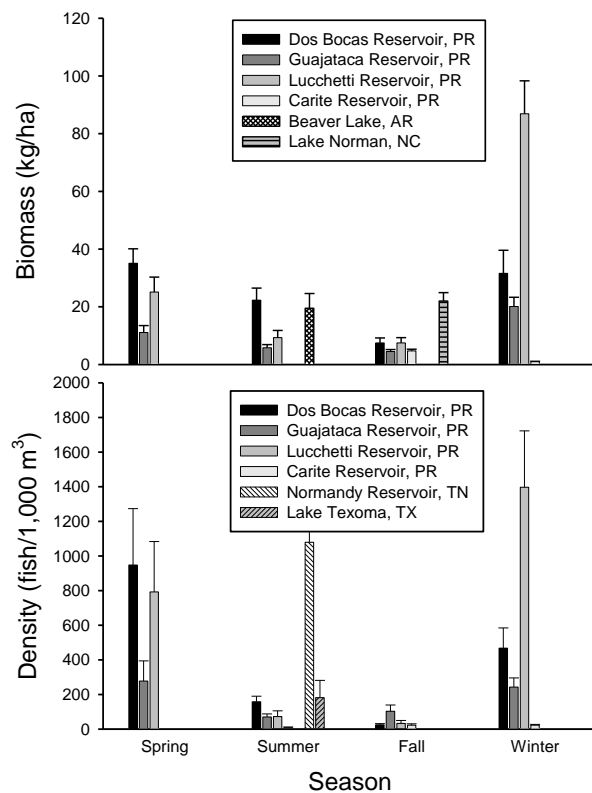 120
100
80
60
40
20
0
Biomass (kg/ha)
Dos Bocas Reservoir, PR
Guajataca Reservoir, PR
Lucchetti Reservoir, PR
Carite Reservoir, PR
Beaver Lake, AR
Lake Norman, NC
2000
1800
1600
1400
1200
1000
800
600
400
200
0
Density (fish/1,000 m³)
Dos Bocas Reservoir, PR
Guajataca Reservoir, PR
Lucchetti Reservoir, PR
Carite Reservoir, PR
Normandy Reservoir, TN
Lake Texoma, TX
Spring Summer Fall Winter
Season